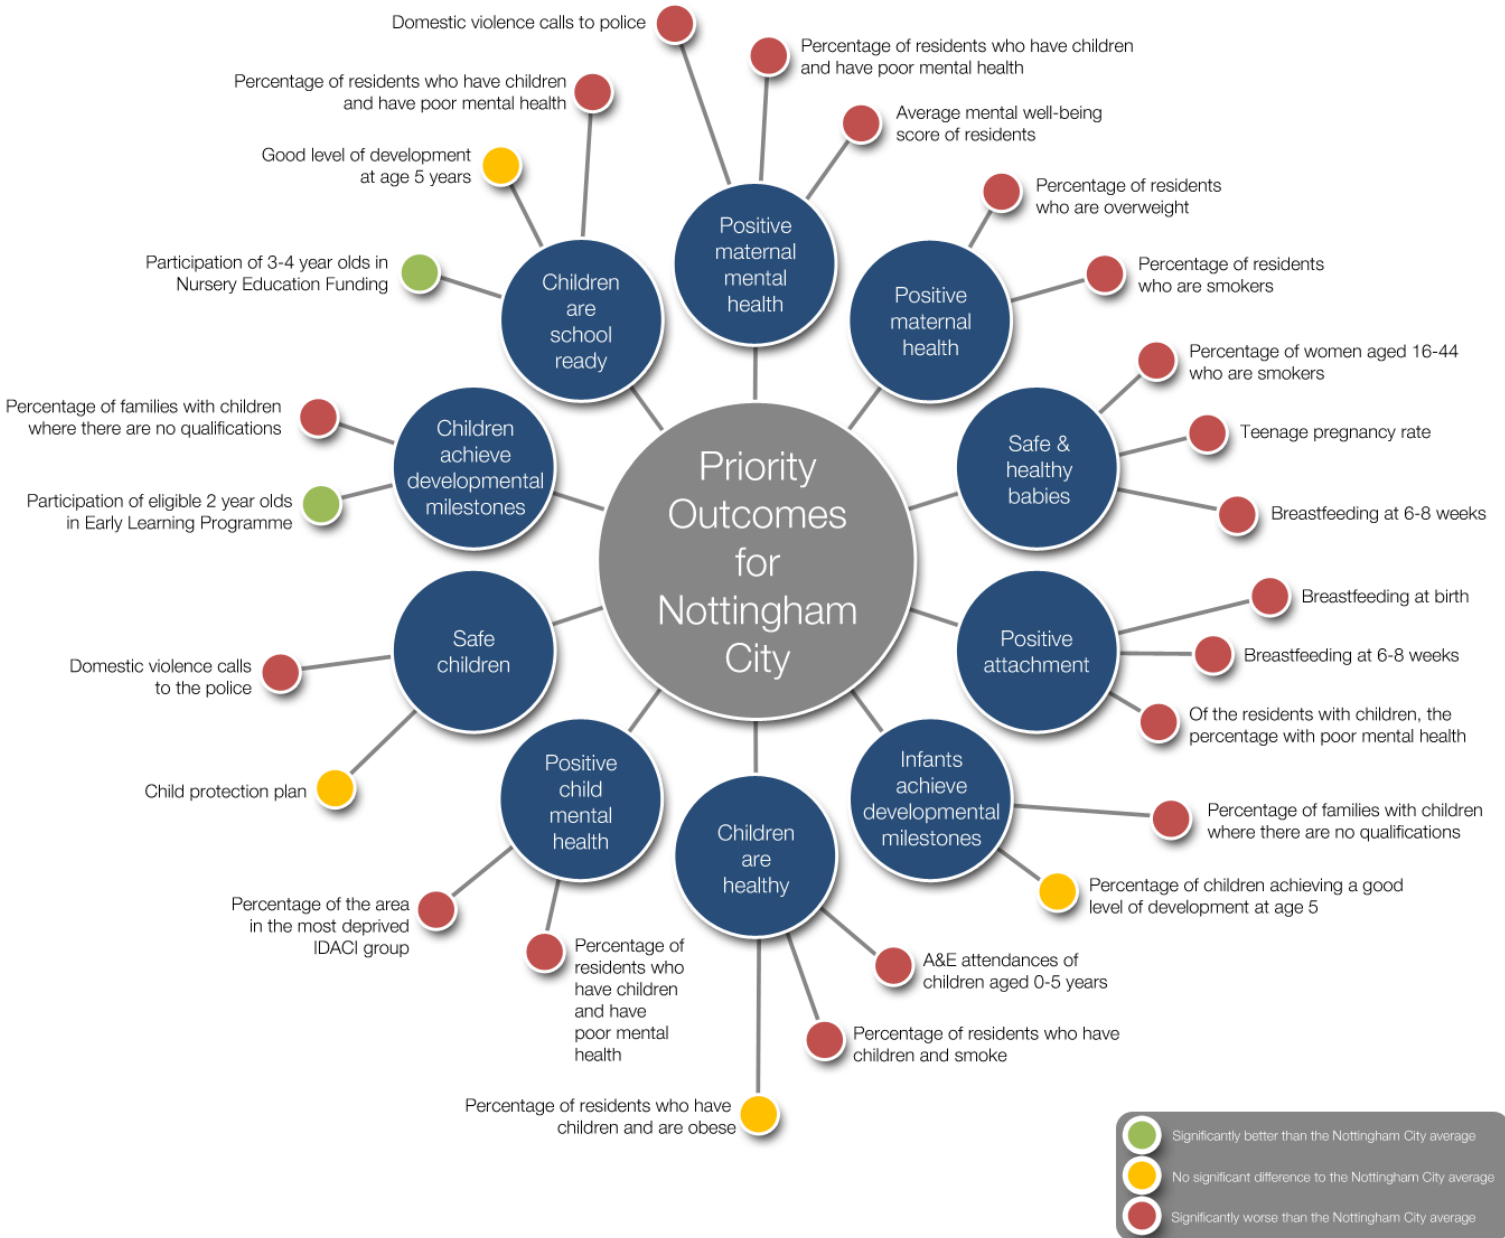 Domestic violence calls to police
Percentage of residents who have children
and have poor mental health
Average mental well-being
score of residents
Positive
maternal
mental
health
Percentage of residents
who are overweight
Percentage of residents
who are smokers
Positive
maternal
health
Percentage of women aged 16-44
who are smokers
Teenage pregnancy rate
Breastfeeding at 6-8 weeks
Safe &
healthy
babies
Breastfeeding at birth
Breastfeeding at 6-8 weeks
Of the residents with children, the
percentage with poor mental health
Positive
attachment
Percentage of families with children
where there are no qualifications
Percentage of children achieving a good
level of development at age 5
Infants
achieve
developmental
milestones
A&E attendances of
children aged 0-5 years
Percentage of residents who have
children and smoke
Percentage of residents who have
children and are obese
Children
are
healthy
Percentage of
residents who
have children
and have
poor mental
health
Percentage of the area
in the most deprived
IDACI group
Positive
child
mental
health
Child protection plan
Domestic violence calls
to the police
Safe
children
Participation of eligible 2 year olds
in Early Learning Programme
Percentage of families with children
where there are no qualifications
Children
achieve
developmental
milestones
Participation of 3-4 year olds in
Nursery Education Funding
Good level of development
at age 5 years
Percentage of residents who have children
and have poor mental health
Children
are
school
ready
Priority
Outcomes
for
Nottingham
City
Significantly better than the Nottingham City average
No significant difference to the Nottingham City average
Significantly worse than the Nottingham City average